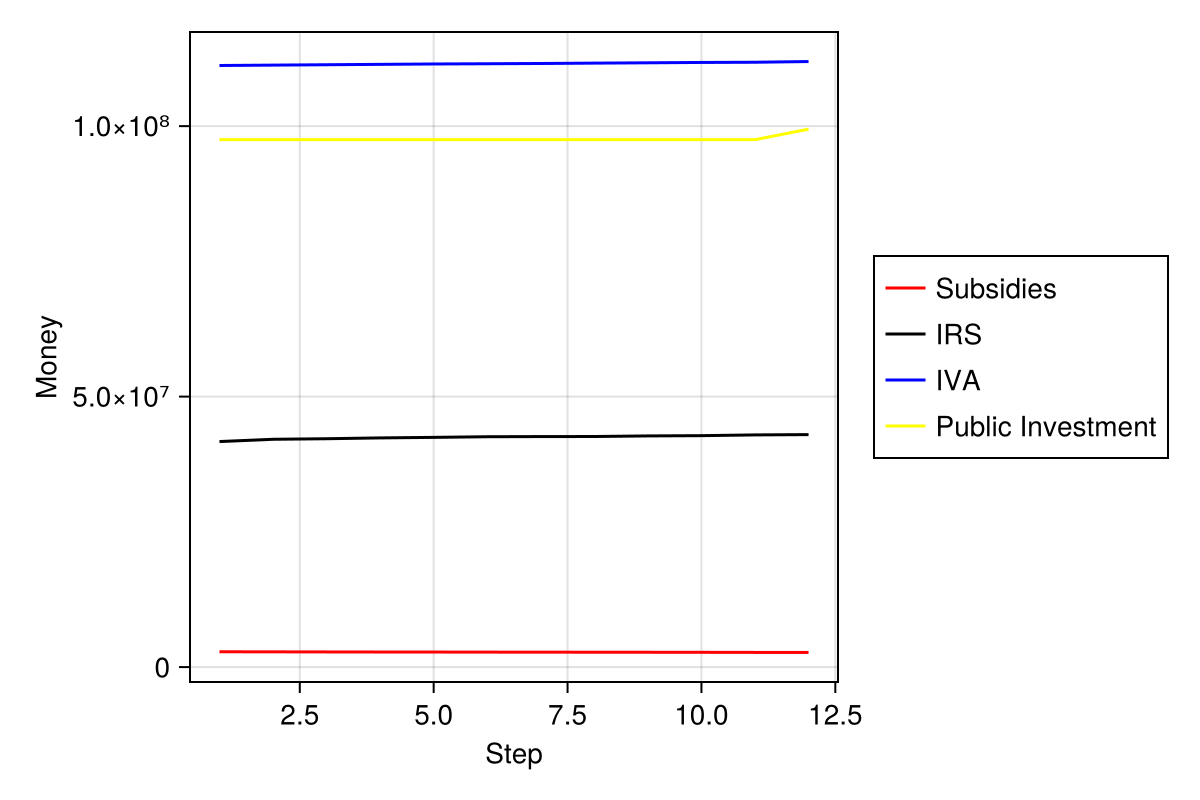 1.0×10⁸
5.0×10⁷
0
Money
2.5 5.0 7.5 10.0 12.5
Step
Subsidies
IRS
IVA
Public Investment